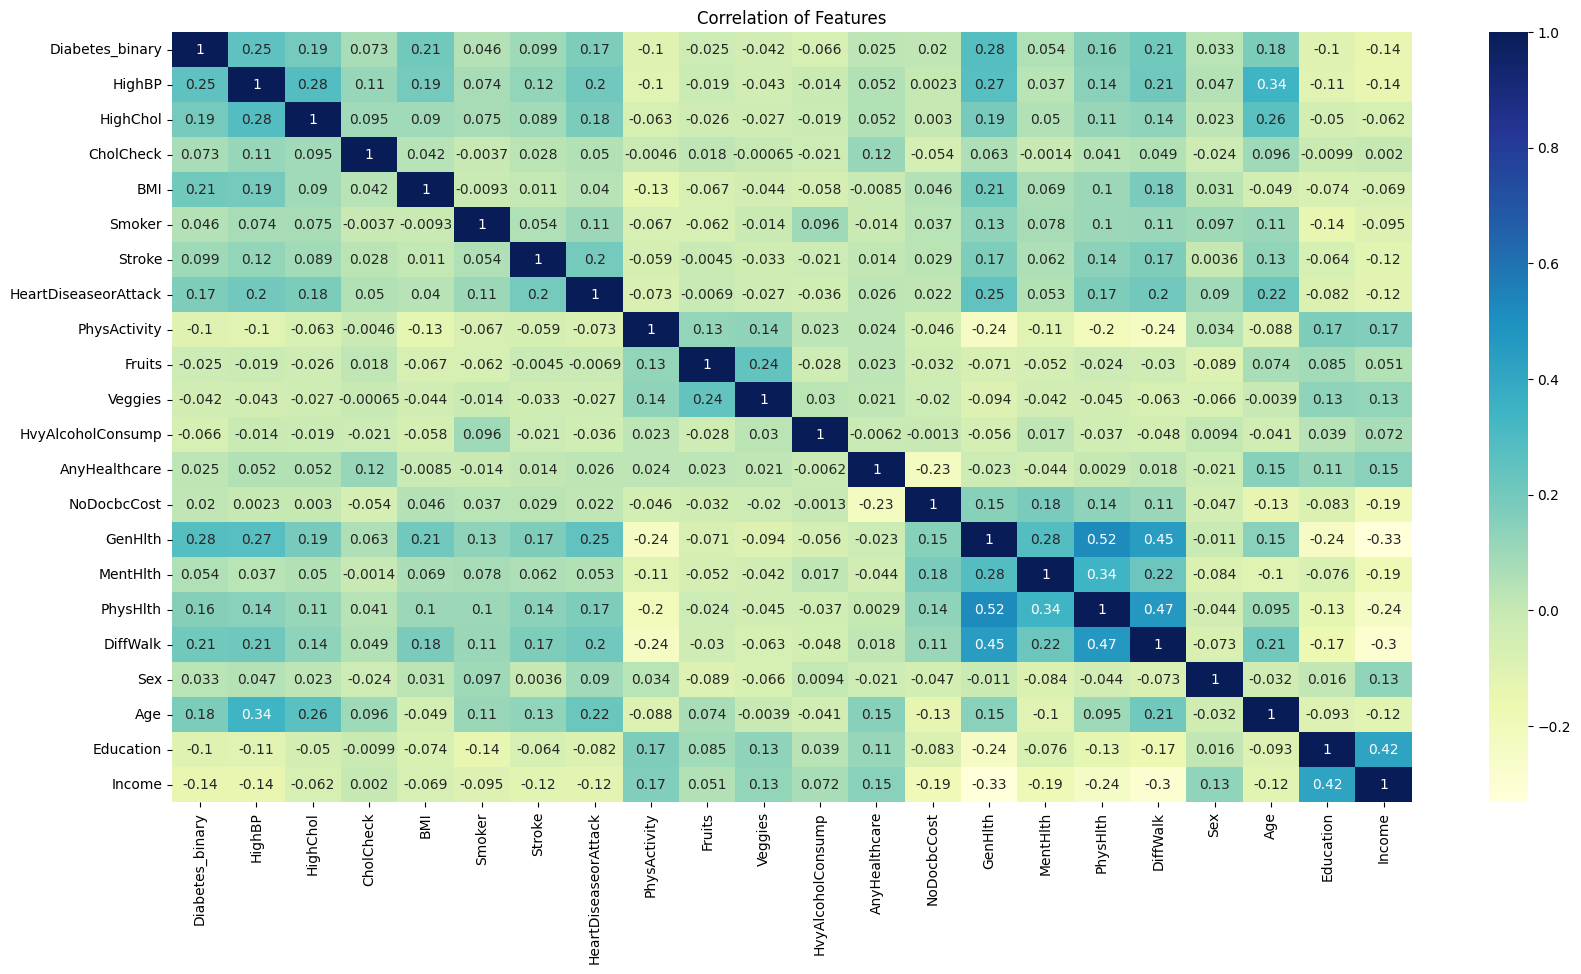 Correlation of Features
Diabetes_binary 1 0.25 0.19 0.073 0.21 0.046 0.099 0.17 -0.1 -0.025 -0.042 -0.066 0.025 0.02 0.28 0.054 0.16 0.21 0.033 0.18 -0.1 -0.14
HighBP 0.25 1 0.28 0.11 0.19 0.074 0.12 0.2 -0.1 -0.019 -0.043 -0.014 0.052 0.0023 0.27 0.037 0.14 0.21 0.047 0.34 -0.11 -0.14
HighChol 0.19 0.28 1 0.095 0.09 0.075 0.089 0.18 -0.063 -0.026 -0.027 -0.019 0.052 0.003 0.19 0.05 0.11 0.14 0.023 0.26 -0.05 -0.062
CholCheck 0.073 0.11 0.095 1 0.042 -0.0037 0.028 0.05 -0.0046 0.018 -0.00065 -0.021 0.12 -0.054 0.063 -0.0014 0.041 0.049 -0.024 0.096 -0.0099 0.002
BMI 0.21 0.19 0.09 0.042 1 -0.0093 0.011 0.04 -0.13 -0.067 -0.044 -0.058 -0.0085 0.046 0.21 0.069 0.1 0.18 0.031 -0.049 -0.074 -0.069
Smoker 0.046 0.074 0.075 -0.0037 -0.0093 1 0.054 0.11 -0.067 -0.062 -0.014 0.096 -0.014 0.037 0.13 0.078 0.1 0.11 0.097 0.11 -0.14 -0.095
Stroke 0.099 0.12 0.089 0.028 0.011 0.054 1 0.2 -0.059 -0.0045 -0.033 -0.021 0.014 0.029 0.17 0.062 0.14 0.17 0.0036 0.13 -0.064 -0.12
HeartDiseaseorAttack 0.17 0.2 0.18 0.05 0.04 0.11 0.2 1 -0.073 -0.0069 -0.027 -0.036 0.026 0.022 0.25 0.053 0.17 0.2 0.09 0.22 -0.082 -0.12
PhysActivity -0.1 -0.1 -0.063 -0.0046 -0.13 -0.067 -0.059 -0.073 1 0.13 0.14 0.023 0.024 -0.046 -0.24 -0.11 -0.2 -0.24 0.034 -0.088 0.17 0.17
Fruits -0.025 -0.019 -0.026 0.018 -0.067 -0.062 -0.0045 -0.0069 0.13 1 0.24 -0.028 0.023 -0.032 -0.071 -0.052 -0.024 -0.03 -0.089 0.074 0.085 0.051
Veggies -0.042 -0.043 -0.027 -0.00065 -0.044 -0.014 -0.033 -0.027 0.14 0.24 1 0.03 0.021 -0.02 -0.094 -0.042 -0.045 -0.063 -0.066 -0.0039 0.13 0.13
HvyAlcoholConsump -0.066 -0.014 -0.019 -0.021 -0.058 0.096 -0.021 -0.036 0.023 -0.028 0.03 1 -0.0062 -0.0013 -0.056 0.017 -0.037 -0.048 0.0094 -0.041 0.039 0.072
AnyHealthcare 0.025 0.052 0.052 0.12 -0.0085 -0.014 0.014 0.026 0.024 0.023 0.021 -0.0062 1 -0.23 -0.023 -0.044 0.0029 0.018 -0.021 0.15 0.11 0.15
NoDocbcCost 0.02 0.0023 0.003 -0.054 0.046 0.037 0.029 0.022 -0.046 -0.032 -0.02 -0.0013 -0.23 1 0.15 0.18 0.14 0.11 -0.047 -0.13 -0.083 -0.19
GenHlth 0.28 0.27 0.19 0.063 0.21 0.13 0.17 0.25 -0.24 -0.071 -0.094 -0.056 -0.023 0.15 1 0.28 0.52 0.45 -0.011 0.15 -0.24 -0.33
MentHlth 0.054 0.037 0.05 -0.0014 0.069 0.078 0.062 0.053 -0.11 -0.052 -0.042 0.017 -0.044 0.18 0.28 1 0.34 0.22 -0.084 -0.1 -0.076 -0.19
PhysHlth 0.16 0.14 0.11 0.041 0.1 0.1 0.14 0.17 -0.2 -0.024 -0.045 -0.037 0.0029 0.14 0.52 0.34 1 0.47 -0.044 0.095 -0.13 -0.24
DiffWalk 0.21 0.21 0.14 0.049 0.18 0.11 0.17 0.2 -0.24 -0.03 -0.063 -0.048 0.018 0.11 0.45 0.22 0.47 1 -0.073 0.21 -0.17 -0.3
Sex 0.033 0.047 0.023 -0.024 0.031 0.097 0.0036 0.09 0.034 -0.089 -0.066 0.0094 -0.021 -0.047 -0.011 -0.084 -0.044 -0.073 1 -0.032 0.016 0.13
Age 0.18 0.34 0.26 0.096 -0.049 0.11 0.13 0.22 -0.088 0.074 -0.0039 -0.041 0.15 -0.13 0.15 -0.1 0.095 0.21 -0.032 1 -0.093 -0.12
Education -0.1 -0.11 -0.05 -0.0099 -0.074 -0.14 -0.064 -0.082 0.17 0.085 0.13 0.039 0.11 -0.083 -0.24 -0.076 -0.13 -0.17 0.016 -0.093 1 0.42
Income -0.14 -0.14 -0.062 0.002 -0.069 -0.095 -0.12 -0.12 0.17 0.051 0.13 0.072 0.15 -0.19 -0.33 -0.19 -0.24 -0.3 0.13 -0.12 0.42 1
Diabetes_binary
HighBP
HighChol
CholCheck
BMI
Smoker
Stroke
HeartDiseaseorAttack
PhysActivity
Fruits
Veggies
HvyAlcoholConsump
AnyHealthcare
NoDocbcCost
GenHlth
MentHlth
PhysHlth
DiffWalk
Sex
Age
Education
Income
1.0
0.8
0.6
0.4
0.2
0.0
-0.2